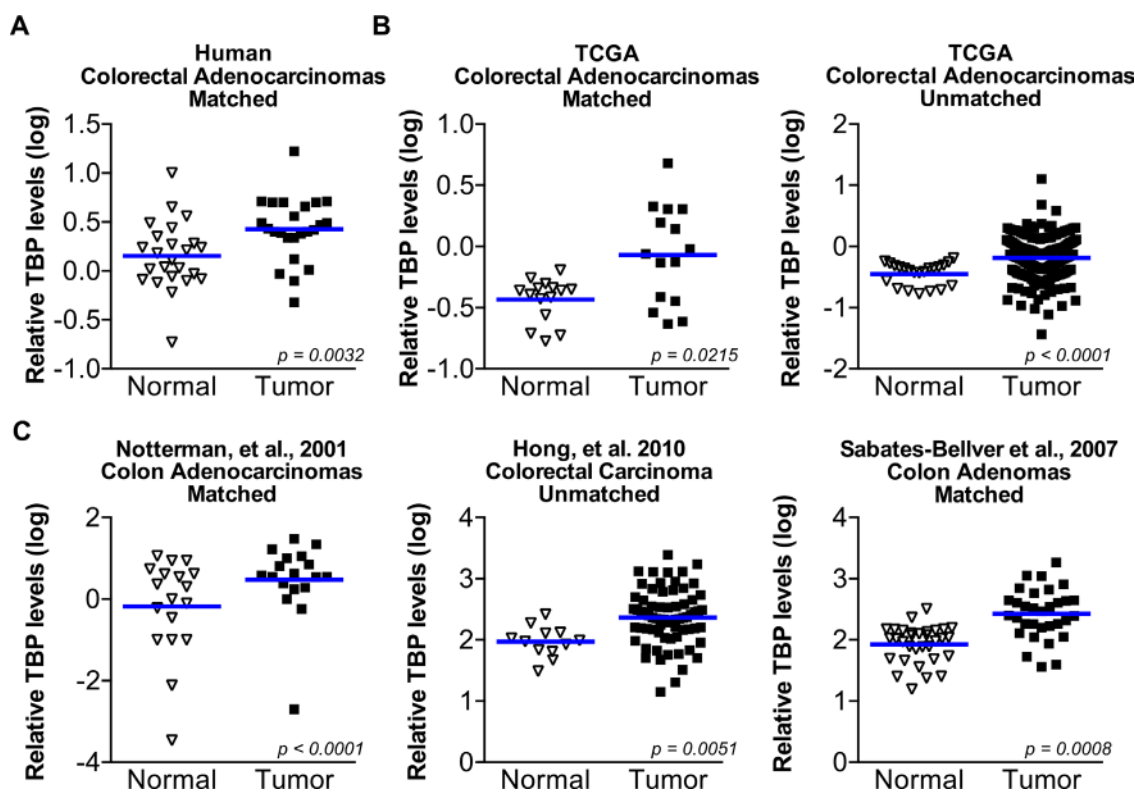 A
Human
Colorectal Adenocarcinomas
Matched
Relative TBP levels (log)
1.5
1.0
0.5
0.0
-0.5
-1.0
p = 0.0032
Normal Tumor
B
TCGA
Colorectal Adenocarcinomas
Matched
Relative TBP levels (log)
1.0
0.5
0.0
-0.5
-1.0
p = 0.0215
Normal Tumor
TCGA
Colorectal Adenocarcinomas
Unmatched
Relative TBP levels (log)
2
1
-0
-1
-2
p < 0.0001
Normal Tumor
C
Notterman, et al., 2001
Colon Adenocarcinomas
Matched
Relative TBP levels (log)
2
0
-2
-4
p < 0.0001
Normal Tumor
Hong, et al. 2010
Colorectal Carcinoma
Unmatched
Relative TBP levels (log)
4
3
2
1
0
p = 0.0051
Normal Tumor
Sabates-Bellver et al., 2007
Colon Adenomas
Matched
Relative TBP levels (log)
4
3
2
1
0
p = 0.0008
Normal Tumor